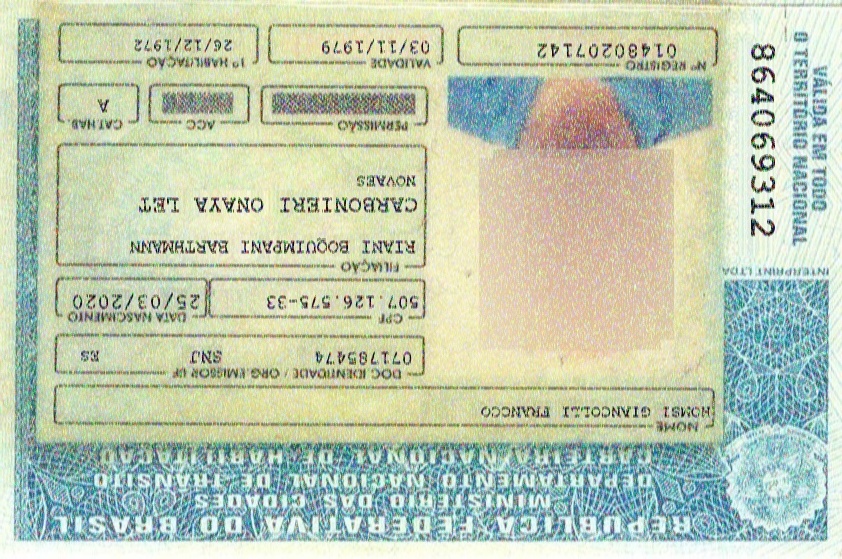 REPÚBLICA FEDERATIVA DO BRASIL
MINISTÉRIO DAS CIDADES
DEPARTAMENTO NACIONAL DE TRÂNSITO
CARTEIRA NACIONAL DE HABILITAÇÃO
NOME
HOMSI GIANCOLLI FRANCCO
DOC. IDENTIDADE / ORG. EMISSOR UF
071785474 SNJ ES
CPF
507.126.575-33
DATA NASCIMENTO
25/03/2020
FILIAÇÃO
RIANI BOQUIMPANI BARTHMANN
CARBONIERI ONAYA LET
NOVAES
PERMISSÃO
ACC
CAT.HAB.
A
Nº REGISTRO
01480207142
VALIDADE
03/11/1979
1ª HABILITAÇÃO
26/12/1972
VÁLIDA EM TODO
O TERRITÓRIO NACIONAL
864069312
INTERPRINT LTDA